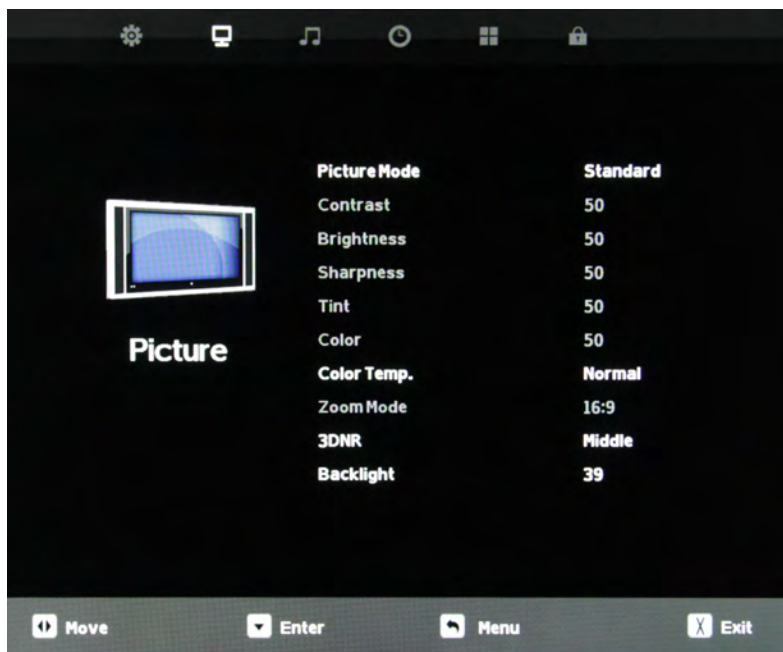 Picture Mode Standard
Contrast 50
Brightness 50
Sharpness 50
Tint 50
Color 50
Color Temp. Normal
Zoom Mode 16:9
3DNR Middle
Backlight 39
Picture
Move Enter Menu X Exit